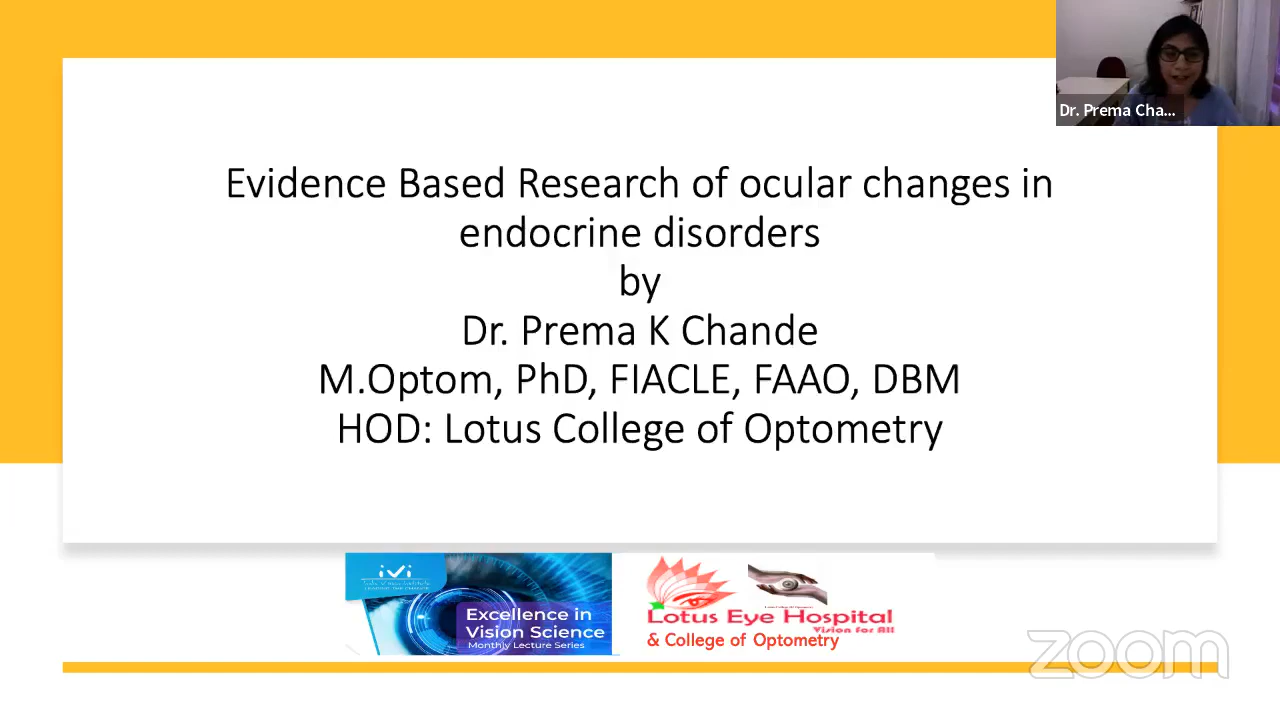 Dr. Prema Cha...
Evidence Based Research of ocular changes in
endocrine disorders
by
Dr. Prema K Chande
M.Optom, PhD, FIACLE, FAAO, DBM
HOD: Lotus College of Optometry
ivi
Excellence in
Vision Science
Monthly Lecture Series
Lotus Eye Hospital
Vision for All
& College of Optometry
zoom